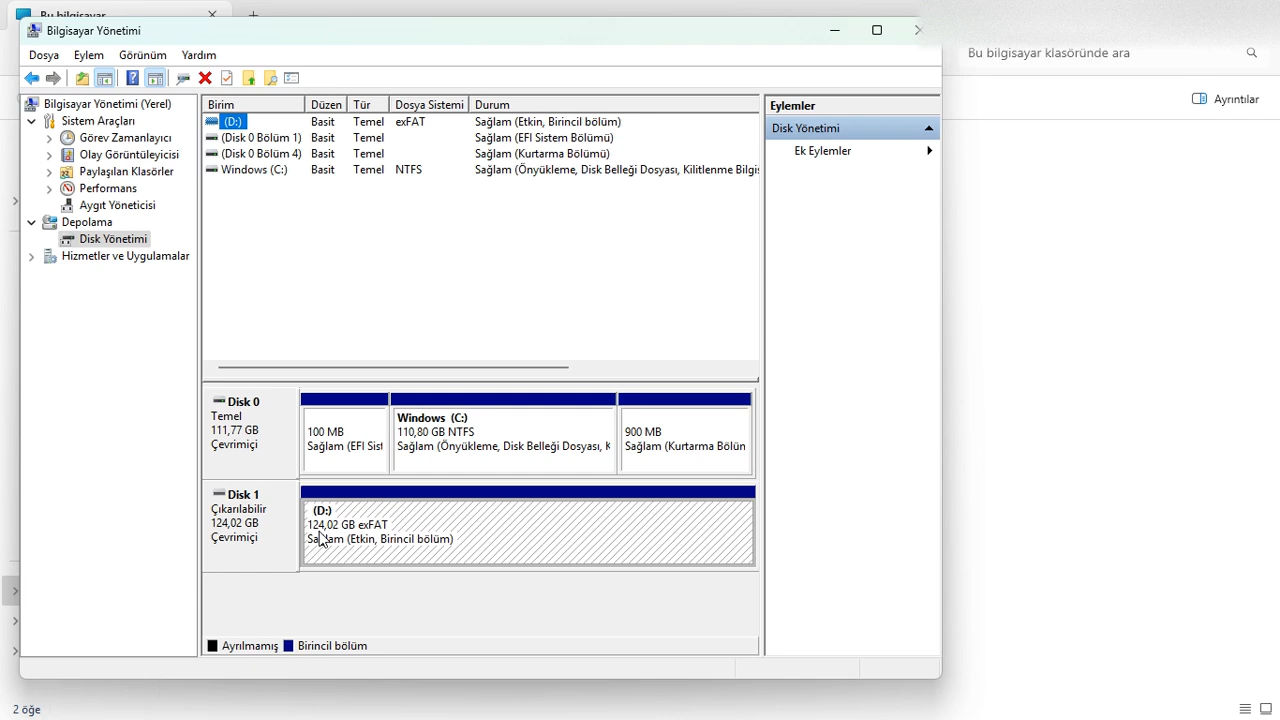 Bu bilgisayar
Bilgisayar Yönetimi
Dosya Eylem Görünüm Yardım
Bu bilgisayar klasöründe ara
Ayrıntılar
Bilgisayar Yönetimi (Yerel)
Sistem Araçları
Görev Zamanlayıcı
Olay Görüntüleyicisi
Paylaşılan Klasörler
Performans
Aygıt Yöneticisi
Depolama
Disk Yönetimi
Hizmetler ve Uygulamalar
Birim Düzen Tür Dosya Sistemi Durum
(D:) Basit Temel exFAT Sağlam (Etkin, Birincil bölüm)
(Disk 0 Bölüm 1) Basit Temel Sağlam (EFI Sistem Bölümü)
(Disk 0 Bölüm 4) Basit Temel Sağlam (Kurtarma Bölümü)
Windows (C:) Basit Temel NTFS Sağlam (Önyükleme, Disk Belleği Dosyası, Kilitlenme Bilgis
Eylemler
Disk Yönetimi
Ek Eylemler
Disk 0
Temel
111,77 GB
Çevrimiçi
100 MB
Sağlam (EFI Sist
Windows (C:)
110,80 GB NTFS
Sağlam (Önyükleme, Disk Belleği Dosyası, K
900 MB
Sağlam (Kurtarma Bölün
Disk 1
Çıkarılabilir
124,02 GB
Çevrimiçi
(D:)
124,02 GB exFAT
Sağlam (Etkin, Birincil bölüm)
Ayrılmamış Birincil bölüm
2 öğe